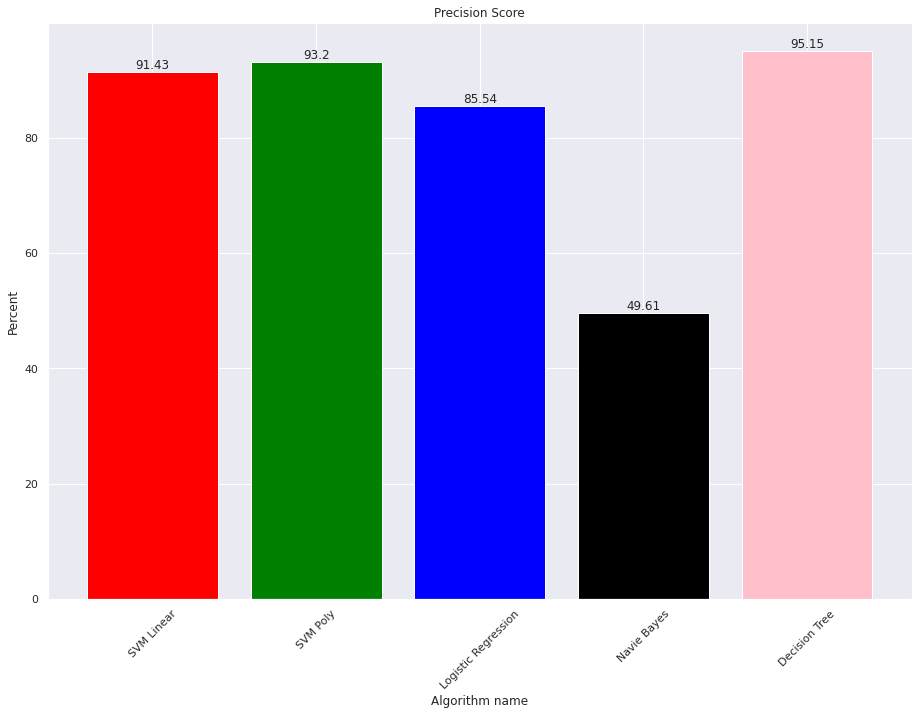 Precision Score
91.43
93.2
85.54
49.61
95.15
Percent
80
60
40
20
0
SVM Linear
SVM Poly
Logistic Regression
Navie Bayes
Decision Tree
Algorithm name